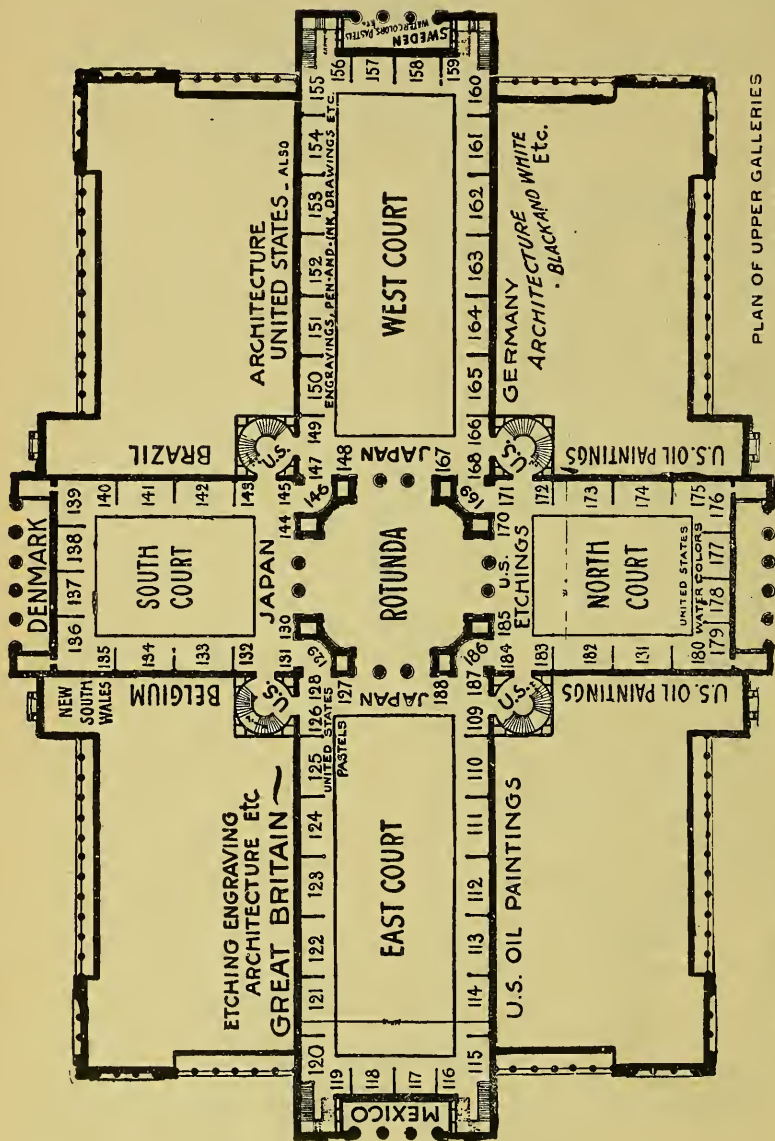 DENMARK
NEW
SOUTH
WALES
BELGIUM
BRAZIL
136
137
138
139
135
134
133
132
140
141
142
143
SOUTH
COURT
JAPAN
131
130
129
144
145
146
U.S.
U.S.
ETCHING ENGRAVING
ARCHITECTURE Etc
GREAT BRITAIN
ARCHITECTURE
UNITED STATES_ALSO
ENGRAVINGS, PEN-AND-INK, DRAWINGS ETC.
120
121
122
123
124
125
126
128
127
UNITED STATES
PASTELS
147
148
149
150
151
152
153
154
155
MEXICO
119
118
117
116
EAST COURT
JAPAN
ROTUNDA
JAPAN
WEST COURT
156
157
158
159
SWEDEN
WATER COLORS PASTELS
ETC.
115
114
113
112
111
110
109
187
188
167
168
166
165
164
163
162
161
160
U.S. OIL PAINTINGS
GERMANY
ARCHITECTURE
. BLACK AND WHITE
Etc.
U.S.
U.S.
186
184
185
170
171
169
U.S.
ETCHINGS
183
182
131
180
172
173
174
175
NORTH
COURT
UNITED STATES
WATER COLORS
179
178
177
176
U.S. OIL PAINTINGS
U.S. OIL PAINTINGS
PLAN OF UPPER GALLERIES